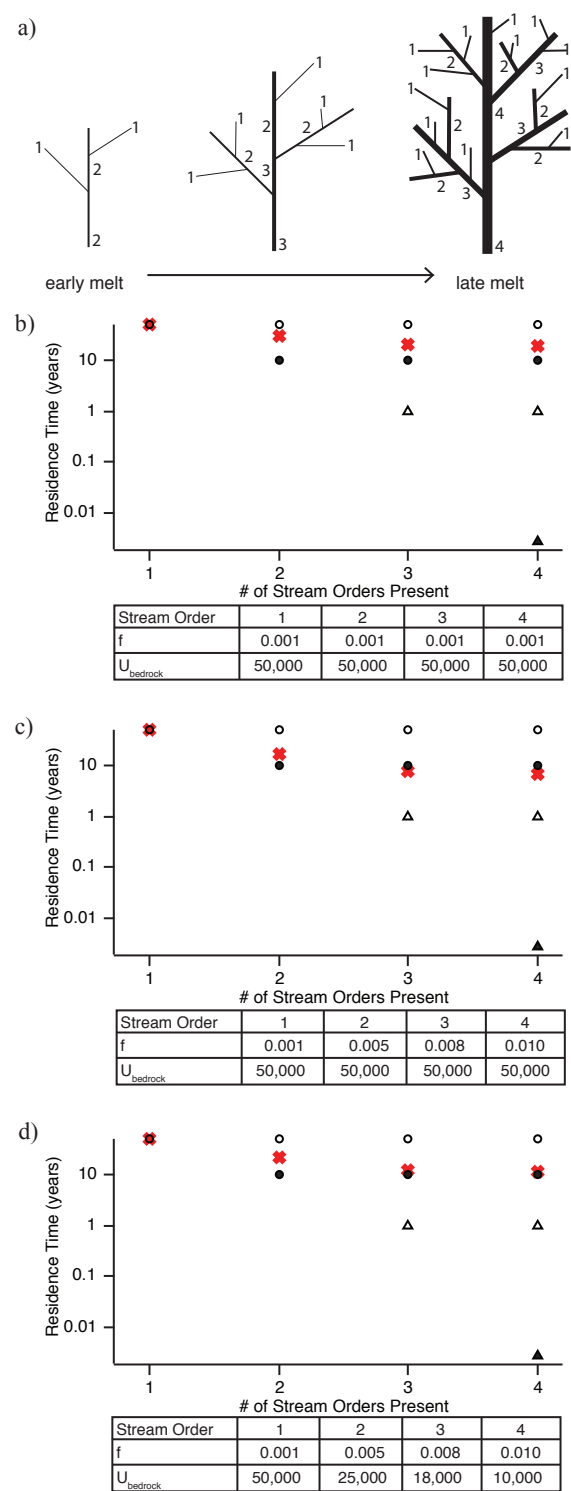 a)
1 1 2 2
1 2 1 1 2 1 2 1 3 3
1 1 1 1 1 1 1 2 2 3 1 4 1 2 1 3 1 1 2 3 2 1 4
early melt late melt
b)
Residence Time (years)
10
1
0.1
0.01
1 2 3 4
# of Stream Orders Present
Stream Order 1 2 3 4
f 0.001 0.001 0.001 0.001
U bedrock 50,000 50,000 50,000 50,000
c)
Residence Time (years)
10
1
0.1
0.01
1 2 3 4
# of Stream Orders Present
Stream Order 1 2 3 4
f 0.001 0.005 0.008 0.010
U bedrock 50,000 50,000 50,000 50,000
d)
Residence Time (years)
10
1
0.1
0.01
1 2 3 4
# of Stream Orders Present
Stream Order 1 2 3 4
f 0.001 0.005 0.008 0.010
U bedrock 50,000 25,000 18,000 10,000